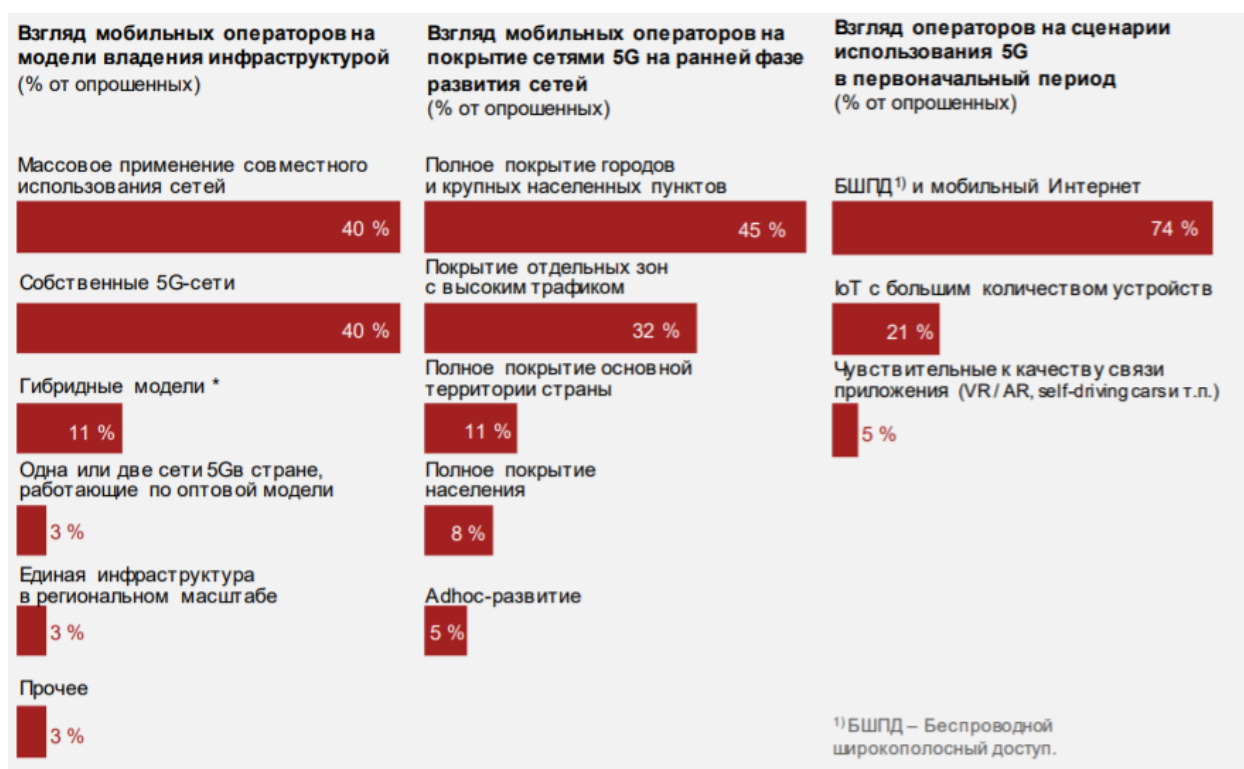 Взгляд мобильных операторов на
модели владения инфраструктурой
(% от опрошенных)
Массовое применение совместного
использования сетей
40 %
Собственные 5G-сети
40 %
Гибридные модели *
11 %
Одна или две сети 5Gв стране,
работающие по оптовой модели
3 %
Единая инфраструктура
в региональном масштабе
3 %
Прочее
3 %
Взгляд мобильных операторов на
покрытие сетями 5G на ранней фазе
развития сетей
(% от опрошенных)
Полное покрытие городов
и крупных населенных пунктов
45 %
Покрытие отдельных зон
с высоким трафиком
32 %
Полное покрытие основной
территории страны
11 %
Полное покрытие
населения
8 %
Adhoc-развитие
5 %
Взгляд операторов на сценарии
использования 5G
в первоначальный период
(% от опрошенных)
БШПД1) и мобильный Интернет
74 %
IoT с большим количеством устройств
21 %
Чувствительные к качеству связи
приложения (VR / AR, self-driving cars и т.п.)
5 %
1) БШПД – Беспроводной
широкополосный доступ.